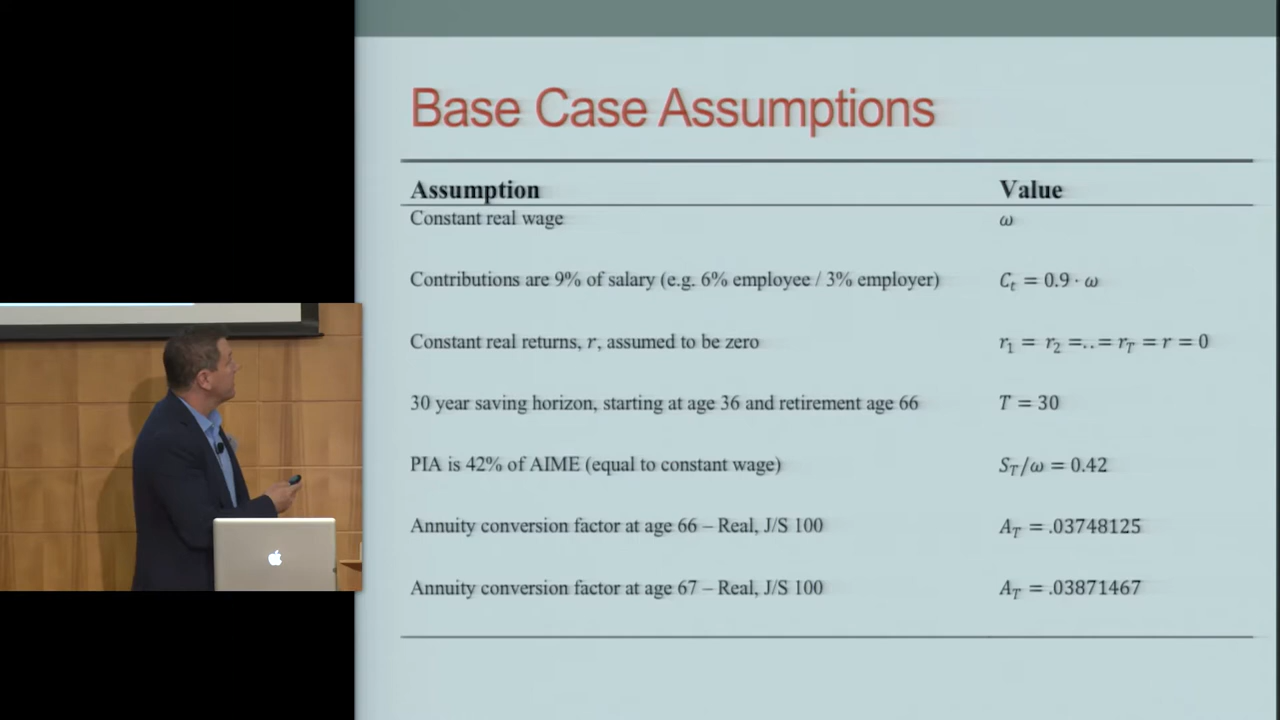 Base Case Assumptions
Assumption Value
Constant real wage ω
Contributions are 9% of salary (e.g. 6% employee / 3% employer) Cₜ = 0.9 · ω
Constant real returns, r, assumed to be zero r₁ = r₂ =..= r_T = r = 0
30 year saving horizon, starting at age 36 and retirement age 66 T = 30
PIA is 42% of AIME (equal to constant wage) S_T/ω = 0.42
Annuity conversion factor at age 66 – Real, J/S 100 A_T = .03748125
Annuity conversion factor at age 67 – Real, J/S 100 A_T = .03871467